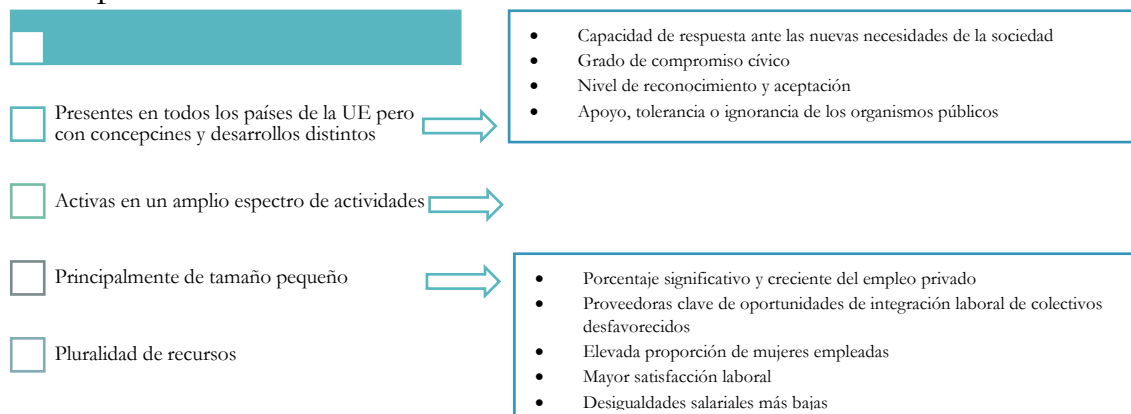 Presentes en todos los países de la UE pero
con concepcines y desarrollos distintos
Activas en un amplio espectro de actividades
Principalmente de tamaño pequeño
Pluralidad de recursos
• Capacidad de respuesta ante las nuevas necesidades de la sociedad
• Grado de compromiso cívico
• Nivel de reconocimiento y aceptación
• Apoyo, tolerancia o ignorancia de los organismos públicos
• Porcentaje significativo y creciente del empleo privado
• Proveedoras clave de oportunidades de integración laboral de colectivos
desfavorecidos
• Elevada proporción de mujeres empleadas
• Mayor satisfacción laboral
• Desigualdades salariales más bajas